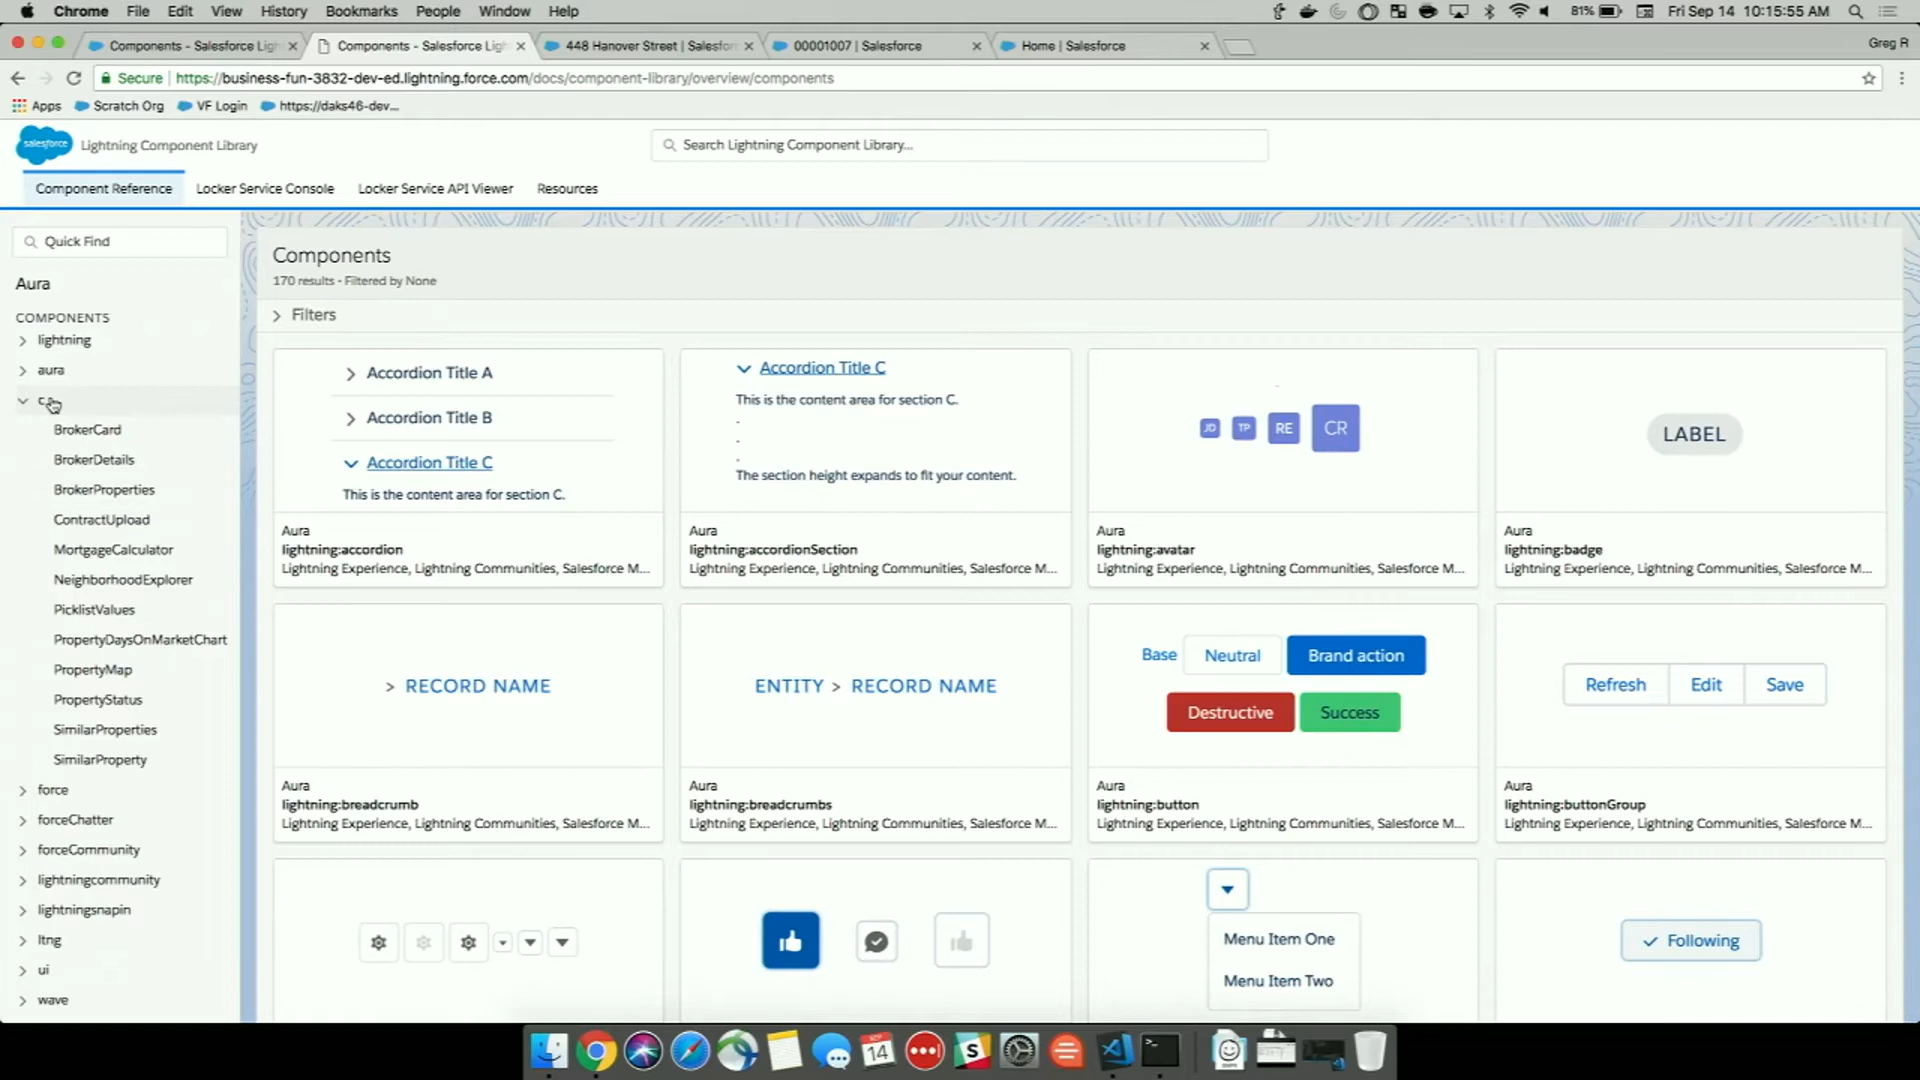 Chrome File Edit View History Bookmarks People Window Help 81% Fri Sep 14 10:15:55 AM
Components - Salesforce Ligh
Components - Salesforce Ligh
448 Hanover Street | Salesfor
00001007 | Salesforce
Home | Salesforce
Greg R
Secure https://business-fun-3832-dev-ed.lightning.force.com/docs/component-library/overview/components
Apps Scratch Org VF Login https://daks46-dev...
salesforce Lightning Component Library
Search Lightning Component Library...
Component Reference Locker Service Console Locker Service API Viewer Resources
Quick Find
Aura
COMPONENTS
lightning
aura
c
BrokerCard
BrokerDetails
BrokerProperties
ContractUpload
MortgageCalculator
NeighborhoodExplorer
PicklistValues
PropertyDaysOnMarketChart
PropertyMap
PropertyStatus
SimilarProperties
SimilarProperty
force
forceChatter
forceCommunity
lightningcommunity
lightningsnapin
ltng
ui
wave
Components
170 results - Filtered by None
Filters
Accordion Title A
Accordion Title B
Accordion Title C
This is the content area for section C.
Aura
lightning:accordion
Lightning Experience, Lightning Communities, Salesforce M...
Accordion Title C
This is the content area for section C.
.
.
.
The section height expands to fit your content.
Aura
lightning:accordionSection
Lightning Experience, Lightning Communities, Salesforce M...
JD TP RE CR
Aura
lightning:avatar
Lightning Experience, Lightning Communities, Salesforce M...
LABEL
Aura
lightning:badge
Lightning Experience, Lightning Communities, Salesforce M...
> RECORD NAME
Aura
lightning:breadcrumb
Lightning Experience, Lightning Communities, Salesforce M...
ENTITY > RECORD NAME
Aura
lightning:breadcrumbs
Lightning Experience, Lightning Communities, Salesforce M...
Base Neutral Brand action
Destructive Success
Aura
lightning:button
Lightning Experience, Lightning Communities, Salesforce M...
Refresh Edit Save
Aura
lightning:buttonGroup
Lightning Experience, Lightning Communities, Salesforce M...
Menu Item One
Menu Item Two
Following
14